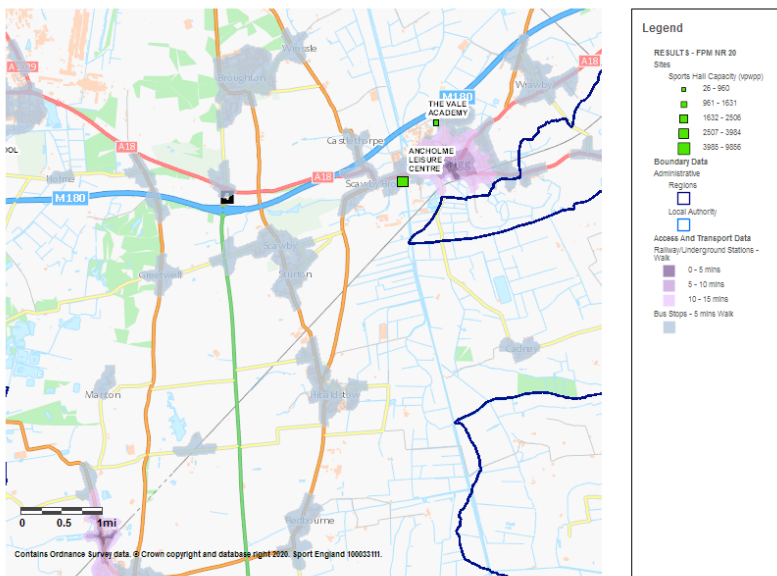 Winssle
Broughton
A18
M180
Wrawby
THE VALE
ACADEMY
Castlethorpe
A18
ANCHOLME
LEISURE
CENTRE
OOL
Holme
A18
Scawby Br
M180
Scawby
Greetwell
Sturton
Cadney
Manton
Hibaldstow
Redbourne
0 0.5 1mi
Contains Ordnance Survey data. © Crown copyright and database right 2020. Sport England 100033111.
Legend
RESULTS - FPM NR 20
Sites
Sports Hall Capacity (vpwpp)
26 - 960
961 - 1631
1632 - 2506
2507 - 3984
3985 - 9856
Boundary Data
Administrative
Regions
Local Authority
Access And Transport Data
Railway/Underground Stations -
Walk
0 - 5 mins
5 - 10 mins
10 - 15 mins
Bus Stops - 5 mins Walk